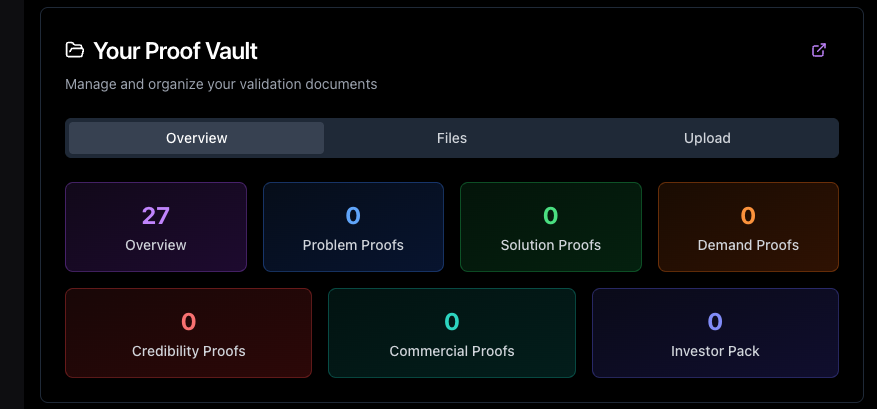 Your Proof Vault
Manage and organize your validation documents
Overview Files Upload
27 0 0 0
Overview Problem Proofs Solution Proofs Demand Proofs
0 0 0
Credibility Proofs Commercial Proofs Investor Pack